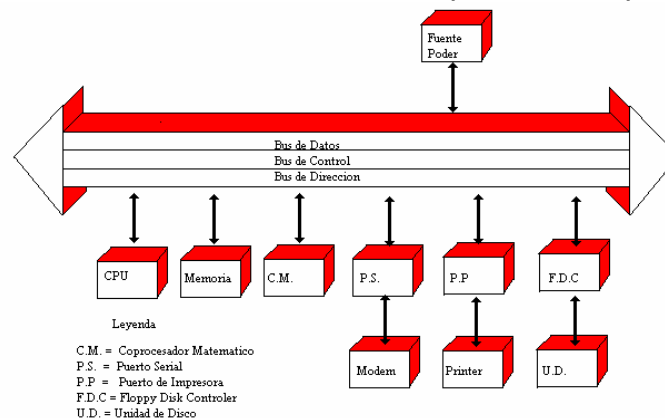 Fuente
Poder
Bus de Datos
Bus de Control
Bus de Direccion
CPU
Memoria
C.M.
P.S.
P.P
F.D.C
Modem
Printer
U.D.
Leyenda
C.M. = Coprocesador Matematico
P.S. = Puerto Serial
P.P = Puerto de Impresora
F.D.C = Floppy Disk Controler
U.D. = Unidad de Disco